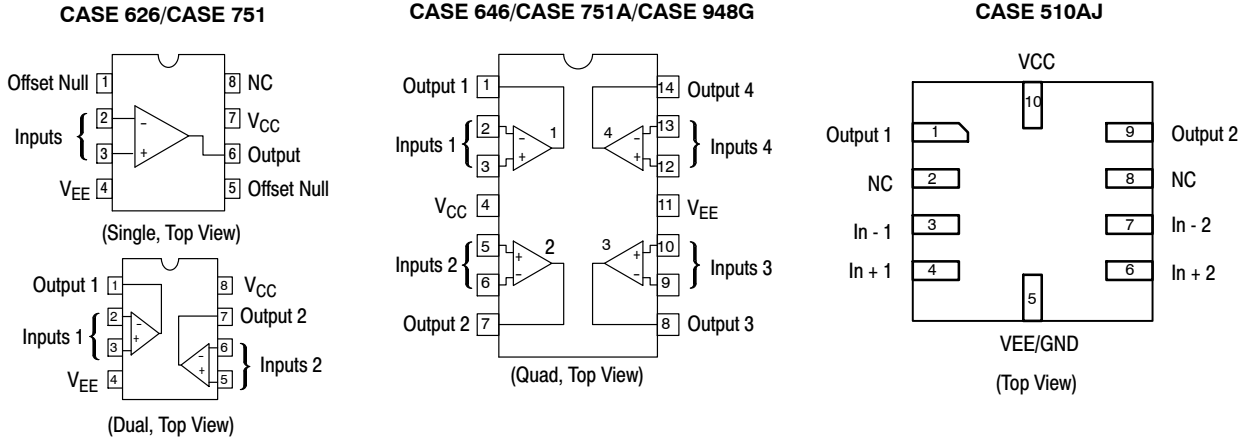 CASE 626/CASE 751
Offset Null 1 8 NC
Inputs 2 - 7 VCC
3 + 6 Output
VEE 4 5 Offset Null
(Single, Top View)
Output 1 1 8 VCC
Inputs 1 2 - 7 Output 2
3 + - 6 Inputs 2
VEE 4 + 5
(Dual, Top View)
CASE 646/CASE 751A/CASE 948G
Output 1 1 14 Output 4
Inputs 1 2 - 1 4 - 13 Inputs 4
3 + + 12
VCC 4 11 VEE
Inputs 2 5 + 2 3 + 10 Inputs 3
6 - - 9
Output 2 7 8 Output 3
(Quad, Top View)
CASE 510AJ
VCC
10
Output 1 1 9 Output 2
NC 2 8 NC
In - 1 3 7 In - 2
In + 1 4 6 In + 2
5
VEE/GND
(Top View)